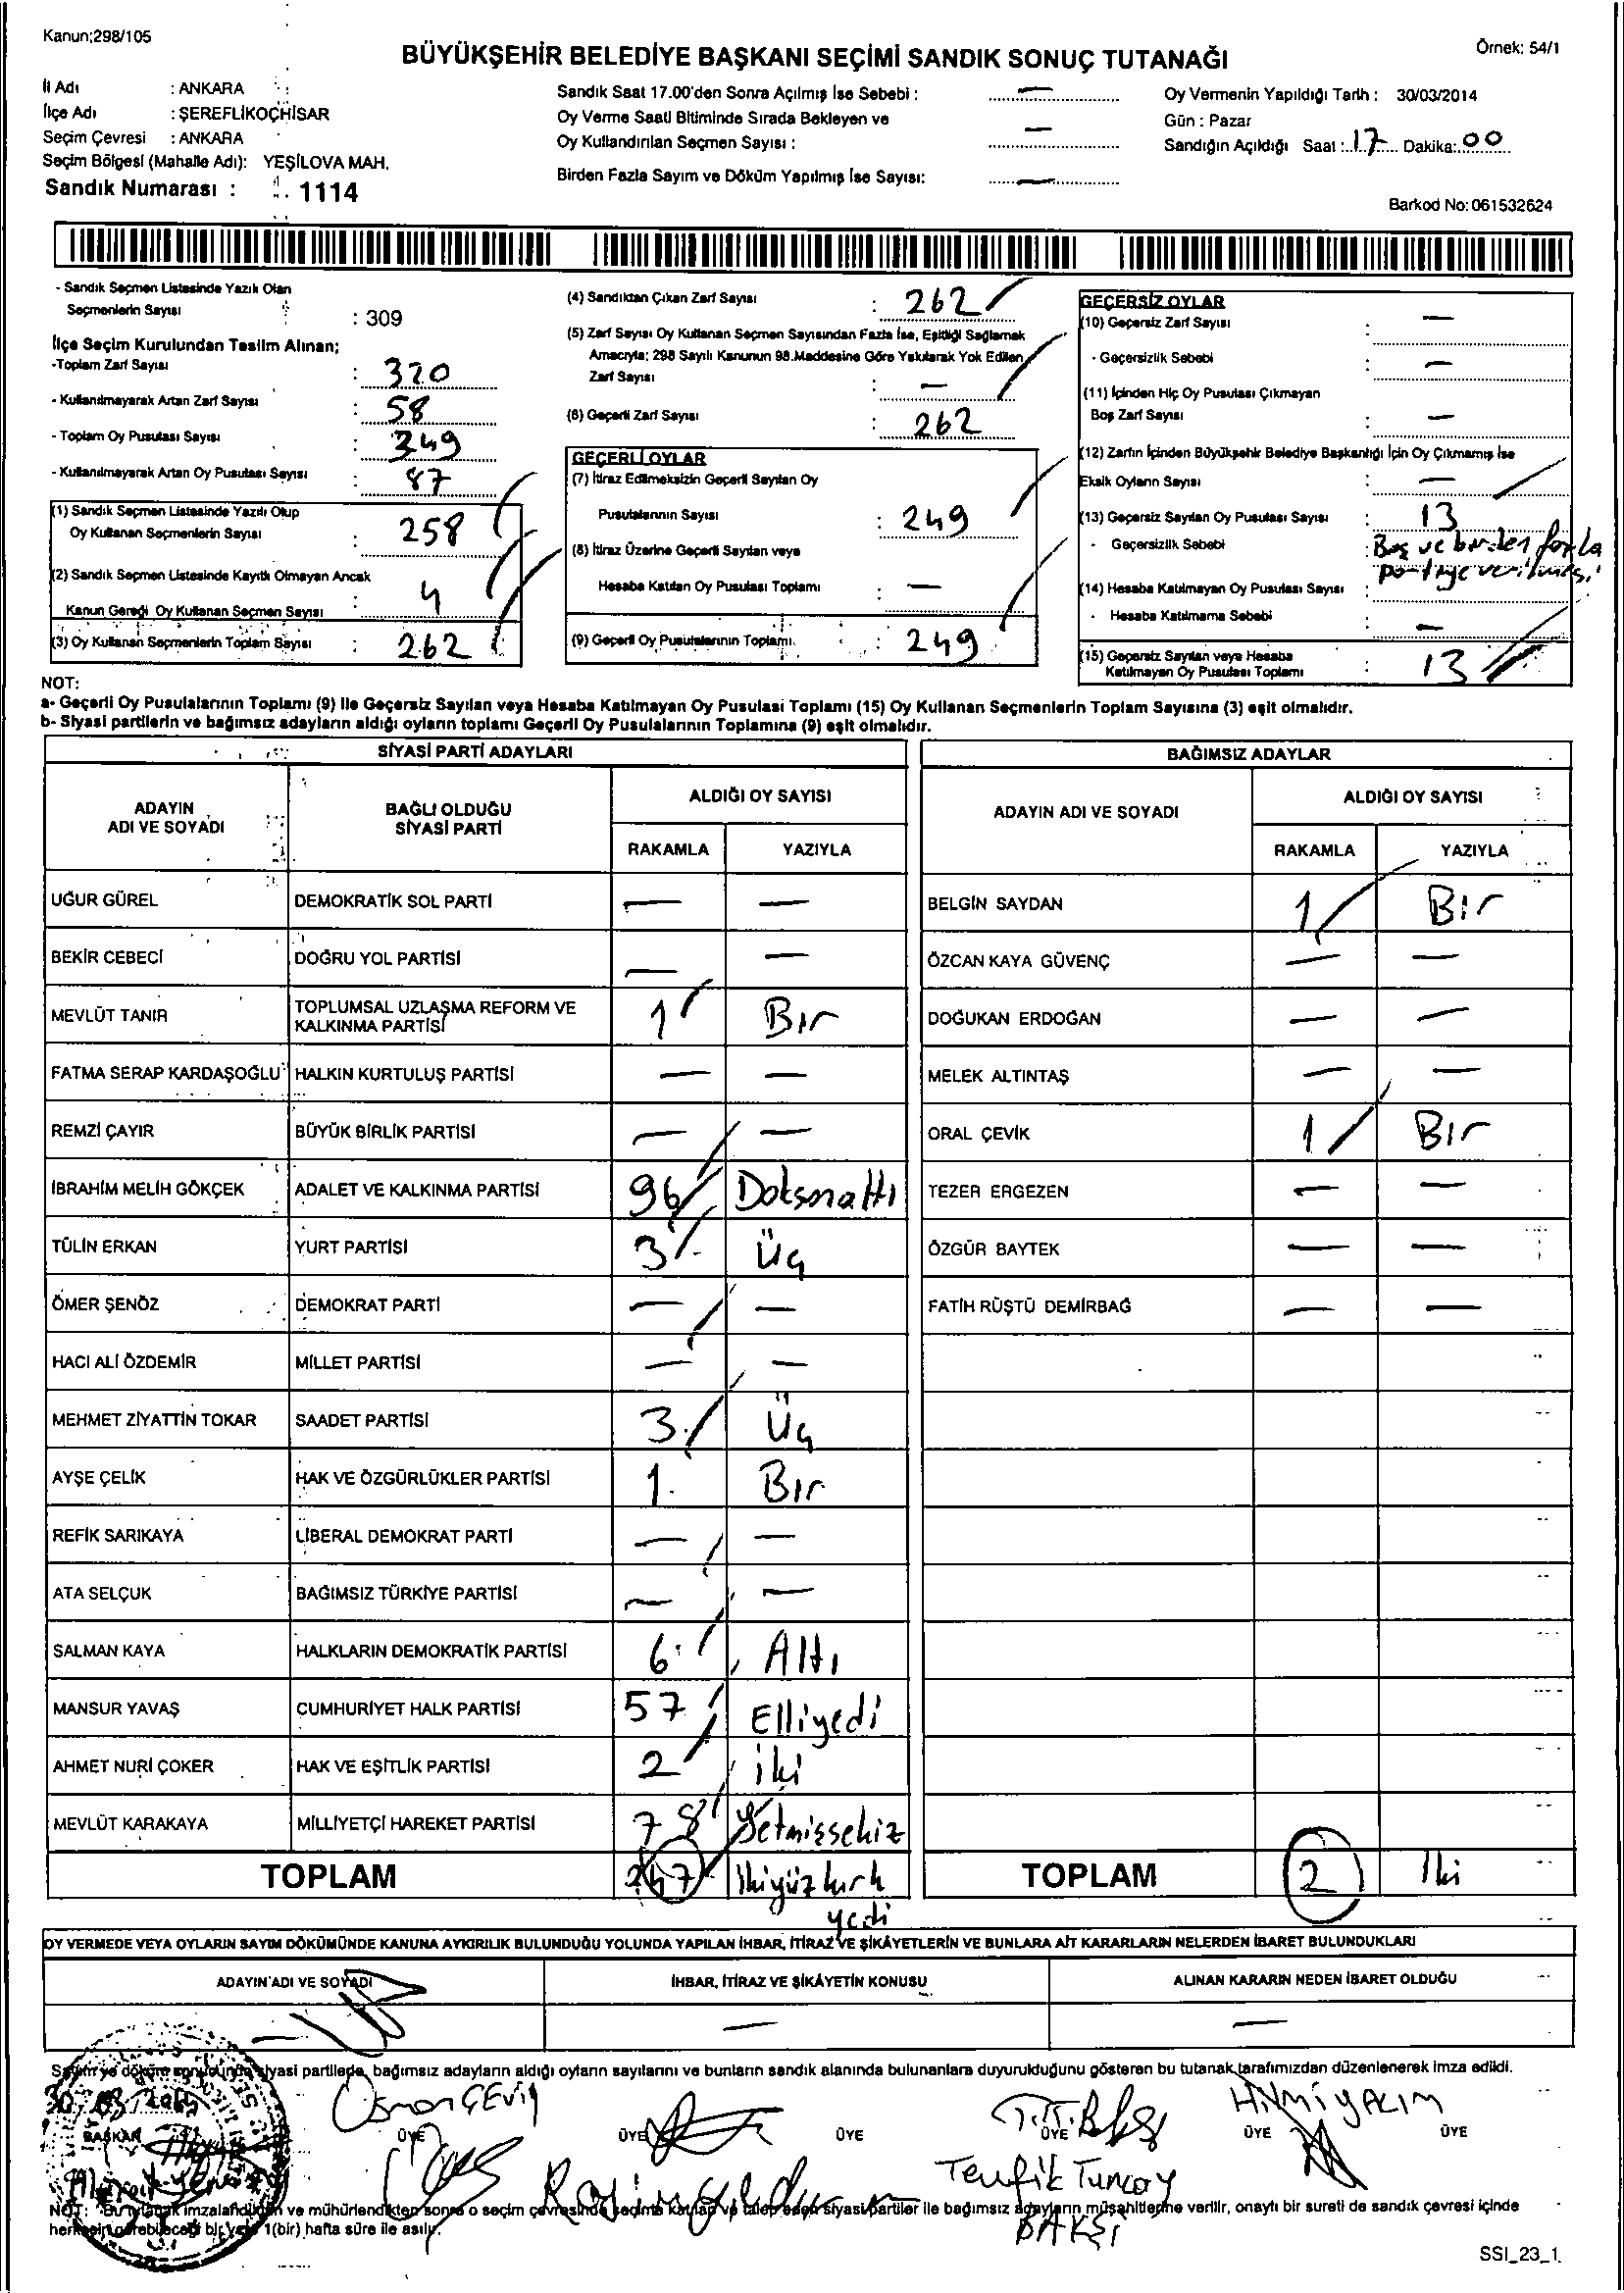 Kanun;298/105
Örnek: 54/1
BÜYÜKŞEHİR BELEDİYE BAŞKANI SEÇİMİ SANDIK SONUÇ TUTANAĞI
İl Adı : ANKARA
İlçe Adı : ŞEREFLİKOÇHİSAR
Seçim Çevresi : ANKARA
Seçim Bölgesi (Mahalle Adı): YEŞİLOVA MAH.
Sandık Numarası : 1114
Sandık Saat 17.00'den Sonra Açılmış İse Sebebi : —
Oy Verme Saati Bitiminde Sırada Bekleyen ve
Oy Kullandırılan Seçmen Sayısı : —
Birden Fazla Sayım ve Döküm Yapılmış İse Sayısı: —
Oy Vermenin Yapıldığı Tarih : 30/03/2014
Gün : Pazar
Sandığın Açıldığı Saat : 17 Dakika: 00
Barkod No: 061532624
- Sandık Seçmen Listesinde Yazılı Olan
Seçmenlerin Sayısı : 309
İlçe Seçim Kurulundan Teslim Alınan;
-Toplam Zarf Sayısı : 320
- Kullanılmayarak Artan Zarf Sayısı : 58
- Toplam Oy Pusulası Sayısı : 349
- Kullanılmayarak Artan Oy Pusulası Sayısı : 87
(1) Sandık Seçmen Listesinde Yazılı Olup
Oy Kullanan Seçmenlerin Sayısı : 258
(2) Sandık Seçmen Listesinde Kayıtlı Olmayan Ancak
Kanun Gereği Oy Kullanan Seçmen Sayısı : 4
(3) Oy Kullanan Seçmenlerin Toplam Sayısı : 262
(4) Sandıktan Çıkan Zarf Sayısı : 262
(5) Zarf Sayısı Oy Kullanan Seçmen Sayısından Fazla İse, Eşitliği Sağlamak
Amacıyla; 298 Sayılı Kanunun 98.Maddesine Göre Yakılarak Yok Edilen
Zarf Sayısı : —
(6) Geçerli Zarf Sayısı : 262
GEÇERLİ OYLAR
(7) İtiraz Edilmeksizin Geçerli Sayılan Oy
Pusulalarının Sayısı : 249
(8) İtiraz Üzerine Geçerli Sayılan veya
Hesaba Katılan Oy Pusulası Toplamı : —
(9) Geçerli Oy Pusulalarının Toplamı : 249
GEÇERSİZ OYLAR
(10) Geçersiz Zarf Sayısı : —
- Geçersizlik Sebebi : —
(11) İçinden Hiç Oy Pusulası Çıkmayan
Boş Zarf Sayısı : —
(12) Zarfın İçinden Büyükşehir Belediye Başkanlığı İçin Oy Çıkmamış İse
Eksik Oyların Sayısı : —
(13) Geçersiz Sayılan Oy Pusulası Sayısı : 13
- Geçersizlik Sebebi : Boş ve birden fazla
partiye verilmesi
(14) Hesaba Katılmayan Oy Pusulası Sayısı :
- Hesaba Katılmama Sebebi : —
(15) Geçersiz Sayılan veya Hesaba
Katılmayan Oy Pusulası Toplamı : 13
NOT:
a- Geçerli Oy Pusulalarının Toplamı (9) İle Geçersiz Sayılan veya Hesaba Katılmayan Oy Pusulası Toplamı (15) Oy Kullanan Seçmenlerin Toplam Sayısına (3) eşit olmalıdır.
b- Siyasi partilerin ve bağımsız adayların aldığı oyların toplamı Geçerli Oy Pusulalarının Toplamına (9) eşit olmalıdır.
SİYASİ PARTİ ADAYLARI
ADAYIN ADI VE SOYADI BAĞLI OLDUĞU SİYASİ PARTİ ALDIĞI OY SAYISI
RAKAMLA YAZIYLA
UĞUR GÜREL DEMOKRATİK SOL PARTİ — —
BEKİR CEBECİ DOĞRU YOL PARTİSİ — —
MEVLÜT TANIR TOPLUMSAL UZLAŞMA REFORM VE KALKINMA PARTİSİ 1 Bir
FATMA SERAP KARDAŞOĞLU HALKIN KURTULUŞ PARTİSİ — —
REMZİ ÇAYIR BÜYÜK BİRLİK PARTİSİ — —
İBRAHİM MELİH GÖKÇEK ADALET VE KALKINMA PARTİSİ 96 Doksanaltı
TÜLİN ERKAN YURT PARTİSİ 3 Üç
ÖMER ŞENÖZ DEMOKRAT PARTİ — —
HACI ALİ ÖZDEMİR MİLLET PARTİSİ — —
MEHMET ZİYATTİN TOKAR SAADET PARTİSİ 3 Üç
AYŞE ÇELİK HAK VE ÖZGÜRLÜKLER PARTİSİ 1 Bir
REFİK SARIKAYA LİBERAL DEMOKRAT PARTİ — —
ATA SELÇUK BAĞIMSIZ TÜRKİYE PARTİSİ — —
SALMAN KAYA HALKLARIN DEMOKRATİK PARTİSİ 6 Altı
MANSUR YAVAŞ CUMHURİYET HALK PARTİSİ 57 Elliyedi
AHMET NURİ ÇOKER HAK VE EŞİTLİK PARTİSİ 2 iki
MEVLÜT KARAKAYA MİLLİYETÇİ HAREKET PARTİSİ 78 Yetmişsekiz
TOPLAM 247 İkiyüz kırk
yedi
BAĞIMSIZ ADAYLAR
ADAYIN ADI VE SOYADI ALDIĞI OY SAYISI
RAKAMLA YAZIYLA
BELGİN SAYDAN 1 Bir
ÖZCAN KAYA GÜVENÇ — —
DOĞUKAN ERDOĞAN — —
MELEK ALTINTAŞ — —
ORAL ÇEVİK 1 Bir
TEZER ERGEZEN — —
ÖZGÜR BAYTEK — —
FATİH RÜŞTÜ DEMİRBAĞ — —
TOPLAM 2 İki
OY VERMEDE VEYA OYLARIN SAYIM DÖKÜMÜNDE KANUNA AYKIRILIK BULUNDUĞU YOLUNDA YAPILAN İHBAR, İTİRAZ VE ŞİKÂYETLERİN VE BUNLARA AİT KARARLARIN NELERDEN İBARET BULUNDUKLARI
ADAYIN ADI VE SOYADI İHBAR, İTİRAZ VE ŞİKÂYETİN KONUSU ALINAN KARARIN NEDEN İBARET OLDUĞU
— — —
Sayım ve döküm sonucunda siyasi partilerle, bağımsız adayların aldığı oyların sayılarını ve bunların sandık alanında bulunanlara duyurulduğunu gösteren bu tutanak tarafımızdan düzenlenerek imza edildi.
30.03.2014
Osman ÇEViğ T.T.Bkş HiLMi YALIM
BAŞKAN ÜYE ÜYE ÜYE ÜYE ÜYE ÜYE
Tevfik Tuncay
BAKŞİ
NOT: Bu tutanak imzalandıktan ve mühürlendikten sonra o seçim çevresinde seçime katılan ve talep eden siyasi partiler ile bağımsız adayların müşahitlerine verilir, onaylı bir sureti de sandık çevresi içinde
herkesin görebileceği bir yere 1(bir) hafta süre ile asılır.
SSI_23_1